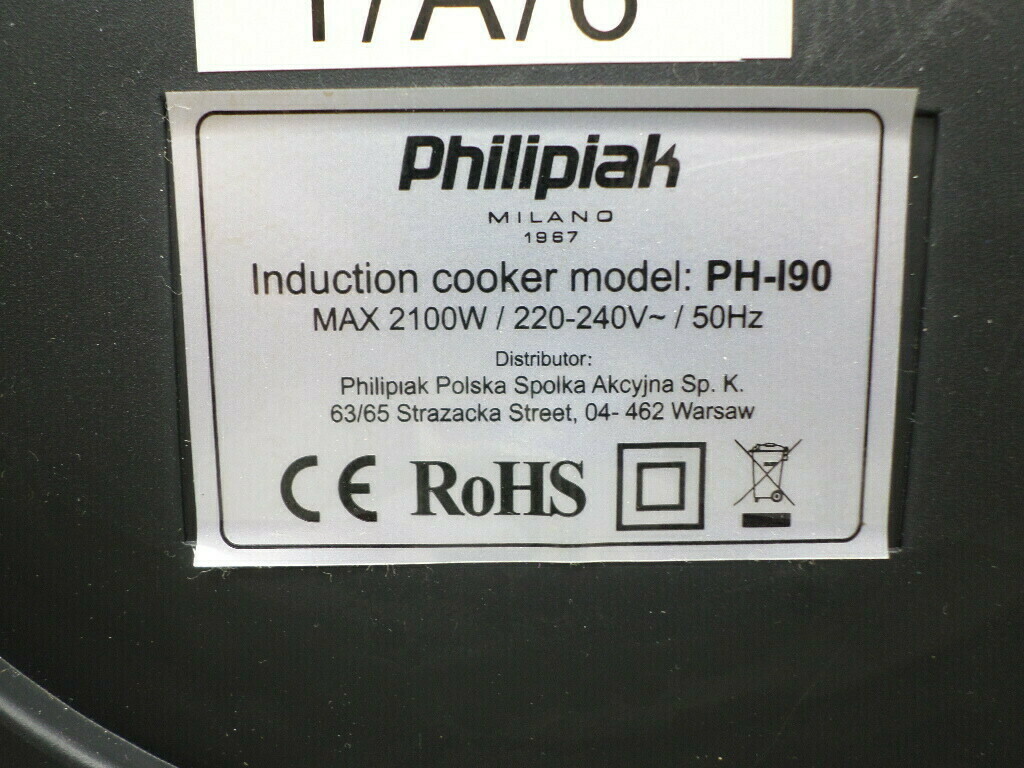 Philipiak
MILANO
1967
Induction cooker model: PH-I90
MAX 2100W / 220-240V~ / 50Hz
Distributor:
Philipiak Polska Spolka Akcyjna Sp. K.
63/65 Strazacka Street, 04- 462 Warsaw
CE RoHS